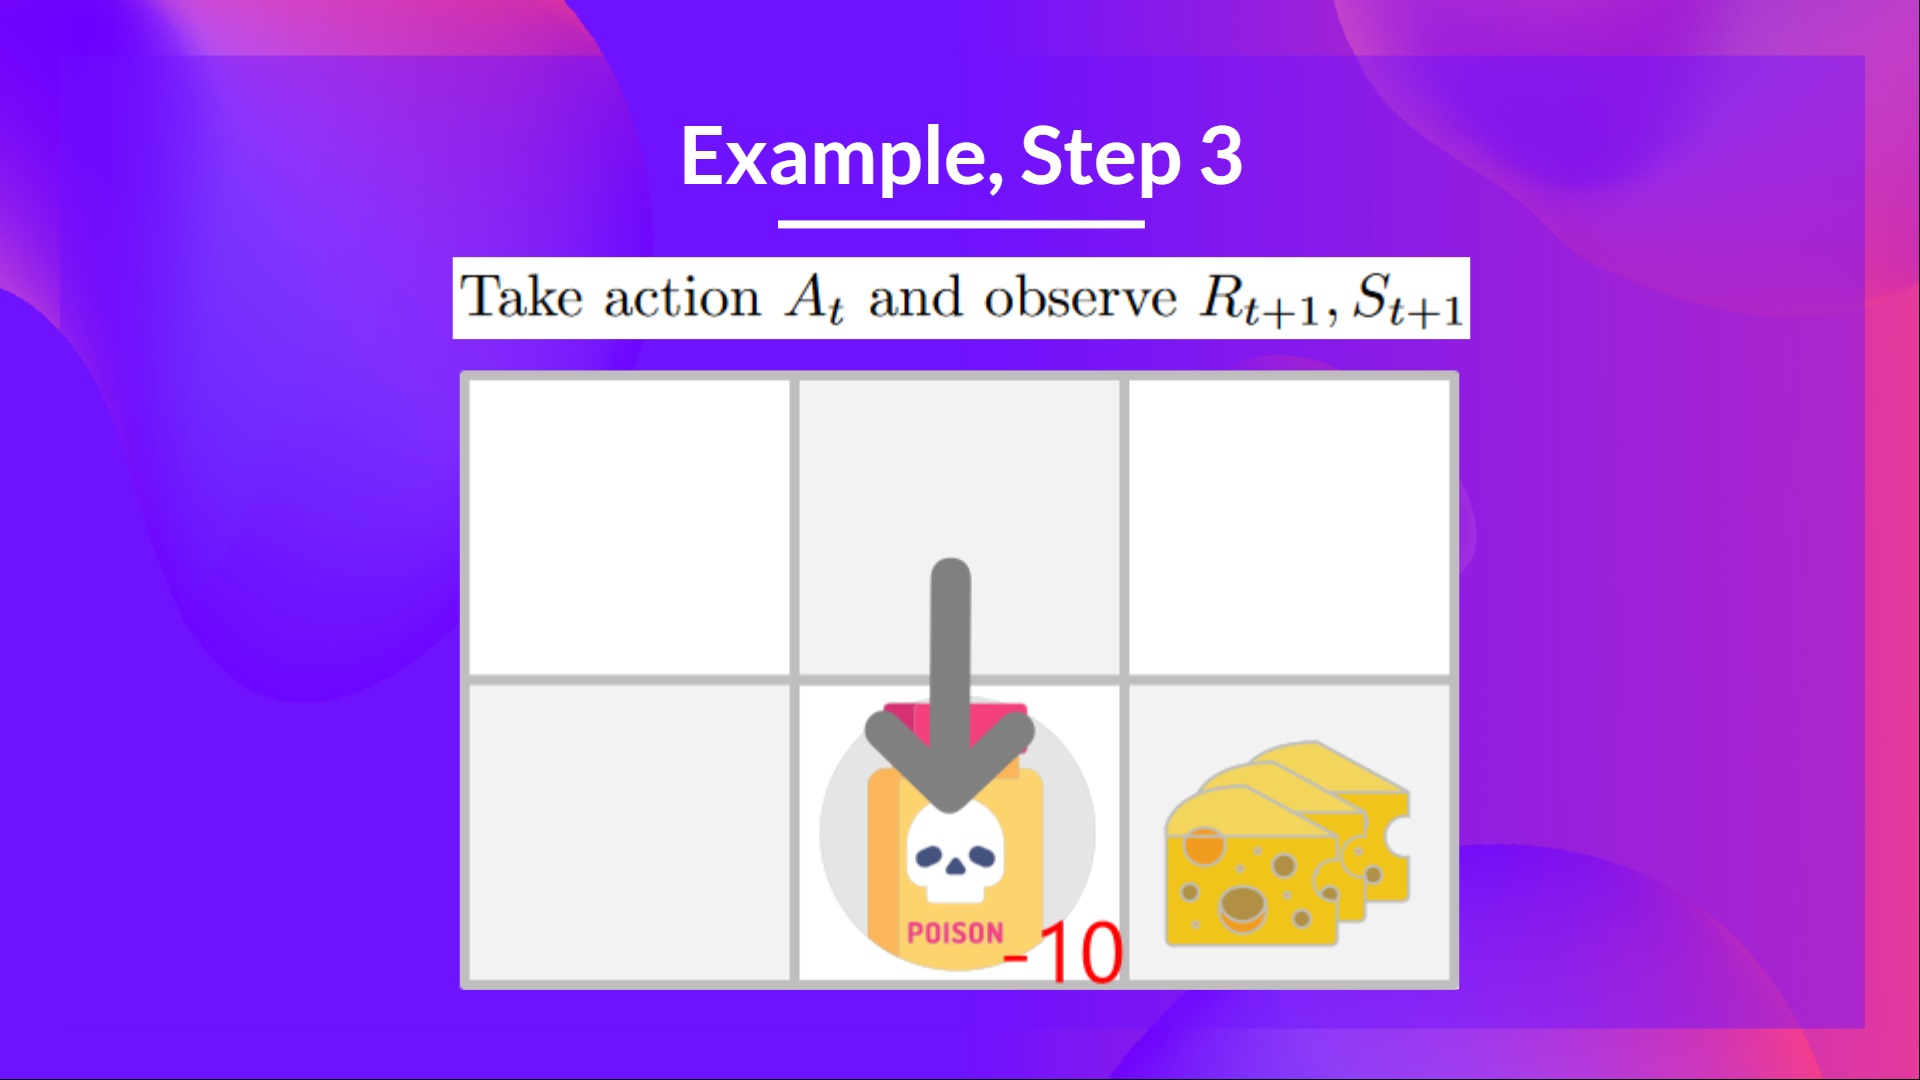 Example, Step 3
Take action $A_t$ and observe $R_{t+1}, S_{t+1}$
POISON
-10